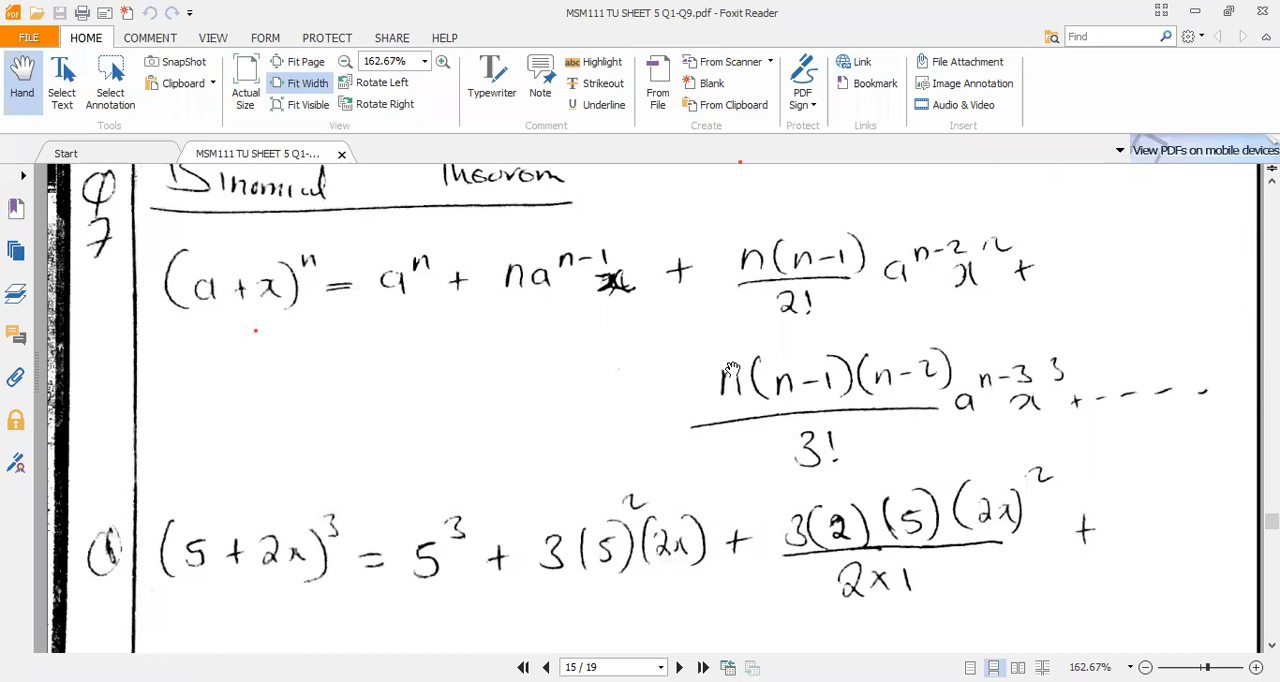 MSM111 TU SHEET 5 Q1-Q9.pdf - Foxit Reader
FILE HOME COMMENT VIEW FORM PROTECT SHARE HELP
Find
Hand
Select Text
Select Annotation
SnapShot
Clipboard
Tools
Actual Size
Fit Page
Fit Width
Fit Visible
162.67%
Rotate Left
Rotate Right
View
Typewriter
Note
Highlight
Strikeout
Underline
Comment
From File
From Scanner
Blank
From Clipboard
Create
PDF Sign
Protect
Link
Bookmark
Links
File Attachment
Image Annotation
Audio & Video
Insert
Start
MSM111 TU SHEET 5 Q1-...
View PDFs on mobile devices
Q7
Binomial Theorem
(a + x)^n = a^n + na^{n-1}x + \frac{n(n-1)}{2!} a^{n-2} x^2 +
\frac{n(n-1)(n-2)}{3!} a^{n-3} x^3 + - - - -
(5 + 2x)^3 = 5^3 + 3(5)^2(2x) + \frac{3(2)(5)(2x)^2}{2×1} +
15 / 19
162.67%